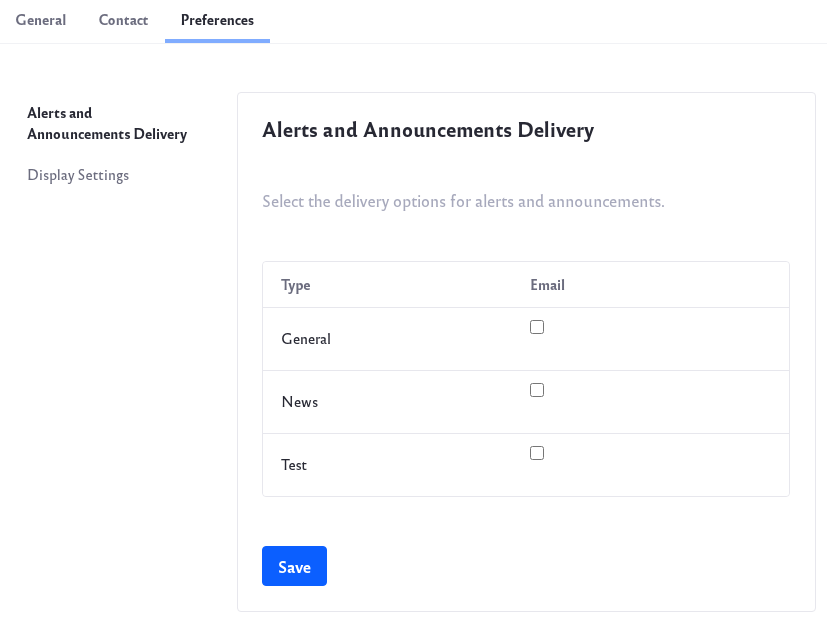 General Contact Preferences
Alerts and
Announcements Delivery
Display Settings
Alerts and Announcements Delivery
Select the delivery options for alerts and announcements.
Type Email
General
News
Test
Save